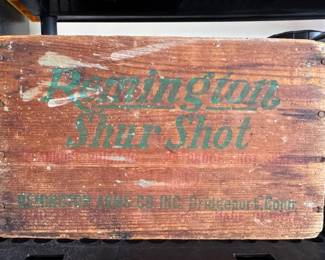 Remington
Shur Shot
REMINGTON ARMS CO. INC. Bridgeport, Conn.